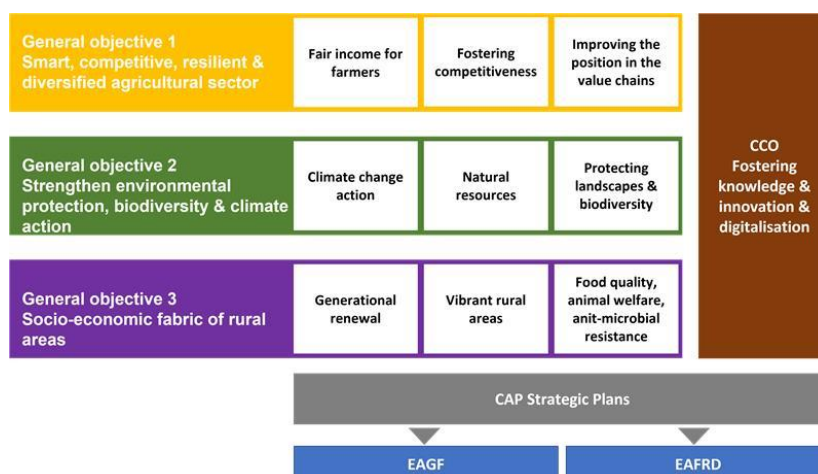 General objective 1
Smart, competitive, resilient &
diversified agricultural sector
Fair income for
farmers
Fostering
competitiveness
Improving the
position in the
value chains
General objective 2
Strengthen environmental
protection, biodiversity & climate
action
Climate change
action
Natural
resources
Protecting
landscapes &
biodiversity
General objective 3
Socio-economic fabric of rural
areas
Generational
renewal
Vibrant rural
areas
Food quality,
animal welfare,
anit-microbial
resistance
CCO
Fostering
knowledge &
innovation &
digitalisation
CAP Strategic Plans
EAGF
EAFRD